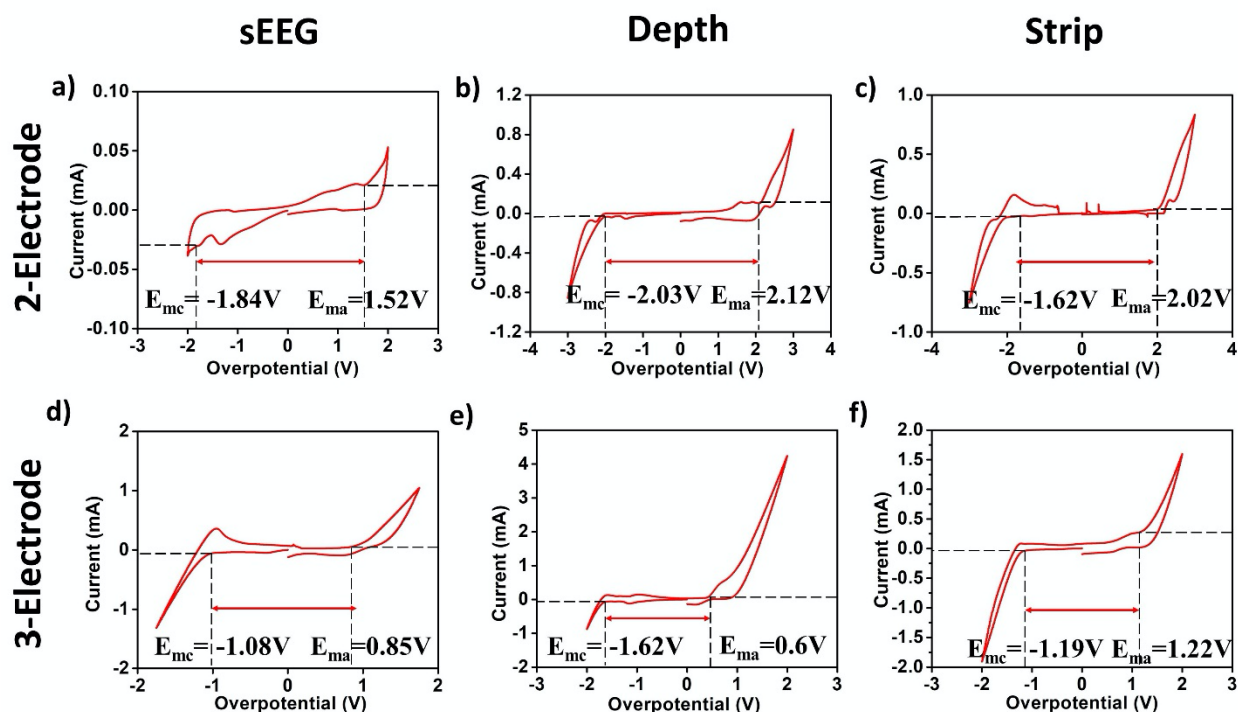 sEEG
Depth
Strip
2-Electrode
a)
0.10
0.05
0.00
-0.05
-0.10
Current (mA)
Emc= -1.84V
Ema=1.52V
-3 -2 -1 0 1 2 3
Overpotential (V)
b)
1.2
0.8
0.4
0.0
-0.4
-0.8
-1.2
Current (mA)
Emc= -2.03V
Ema=2.12V
-4 -3 -2 -1 0 1 2 3 4
Overpotential (V)
c)
1.0
0.5
0.0
-0.5
-1.0
Current (mA)
Emc= -1.62V
Ema=2.02V
-4 -2 0 2 4
Overpotential (V)
3-Electrode
d)
2
1
0
-1
-2
Current (mA)
Emc= -1.08V
Ema=0.85V
-2 -1 0 1 2
Overpotential (V)
e)
5
4
3
2
1
0
-1
-2
Current (mA)
Emc= -1.62V
Ema=0.6V
-3 -2 -1 0 1 2 3
Overpotential (V)
f)
2.0
1.5
1.0
0.5
0.0
-0.5
-1.0
-1.5
-2.0
Current (mA)
Emc= -1.19V
Ema=1.22V
-3 -2 -1 0 1 2 3
Overpotential (V)